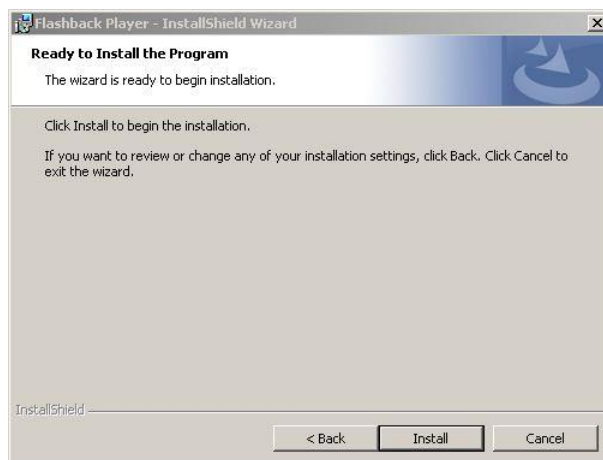 Flashback Player - InstallShield Wizard
Ready to Install the Program
The wizard is ready to begin installation.
Click Install to begin the installation.
If you want to review or change any of your installation settings, click Back. Click Cancel to
exit the wizard.
InstallShield
< Back
Install
Cancel